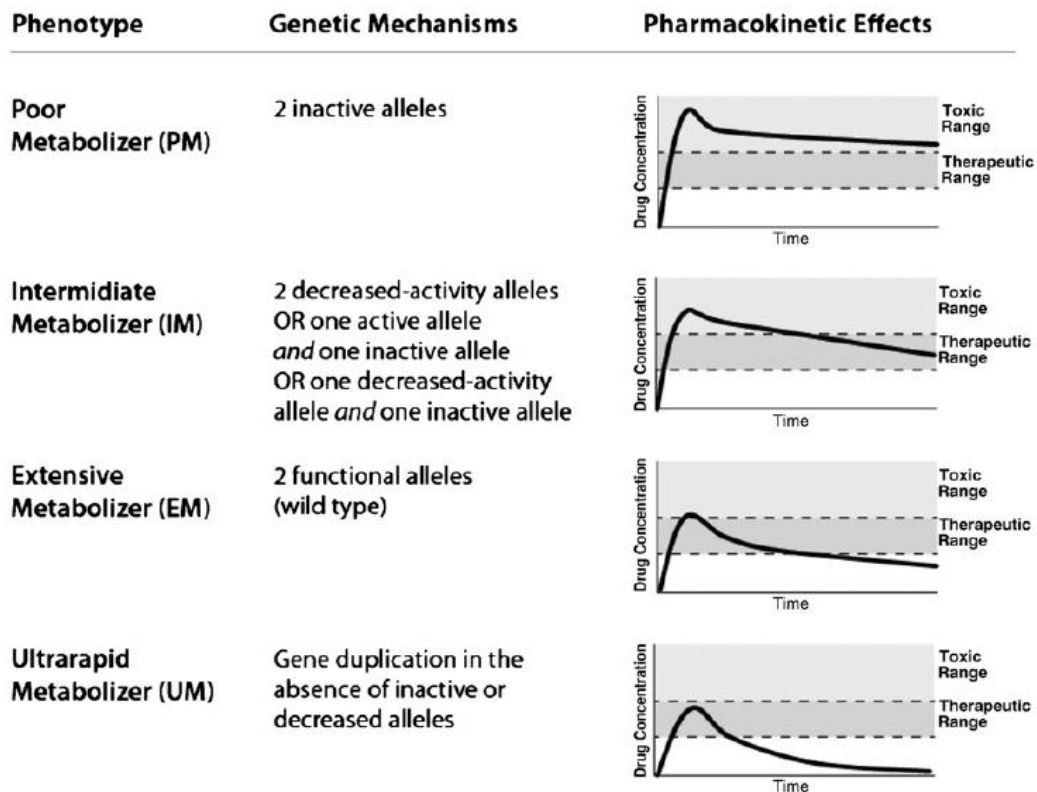 Phenotype
Genetic Mechanisms
Pharmacokinetic Effects
Poor
Metabolizer (PM)
2 inactive alleles
Drug Concentration
Toxic
Range
Therapeutic
Range
Time
Intermidiate
Metabolizer (IM)
2 decreased-activity alleles
OR one active allele
and one inactive allele
OR one decreased-activity
allele and one inactive allele
Drug Concentration
Toxic
Range
Therapeutic
Range
Time
Extensive
Metabolizer (EM)
2 functional alleles
(wild type)
Drug Concentration
Toxic
Range
Therapeutic
Range
Time
Ultrarapid
Metabolizer (UM)
Gene duplication in the
absence of inactive or
decreased alleles
Drug Concentration
Toxic
Range
Therapeutic
Range
Time